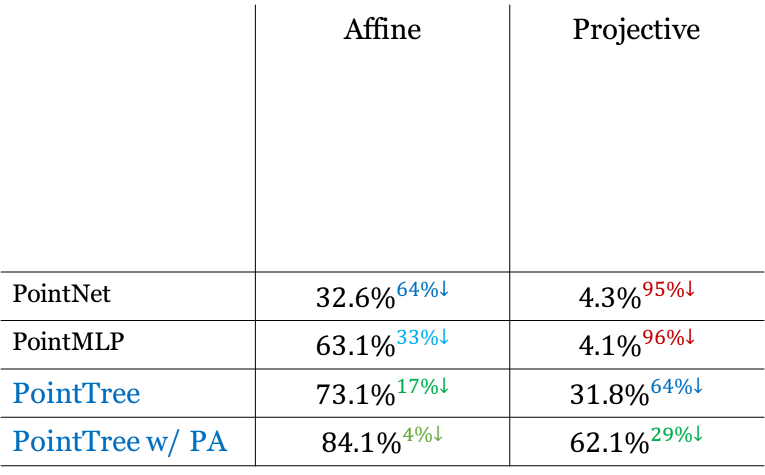 Affine Projective
PointNet 32.6%64%↓ 4.3%95%↓
PointMLP 63.1%33%↓ 4.1%96%↓
PointTree 73.1%17%↓ 31.8%64%↓
PointTree w/ PA 84.1%4%↓ 62.1%29%↓